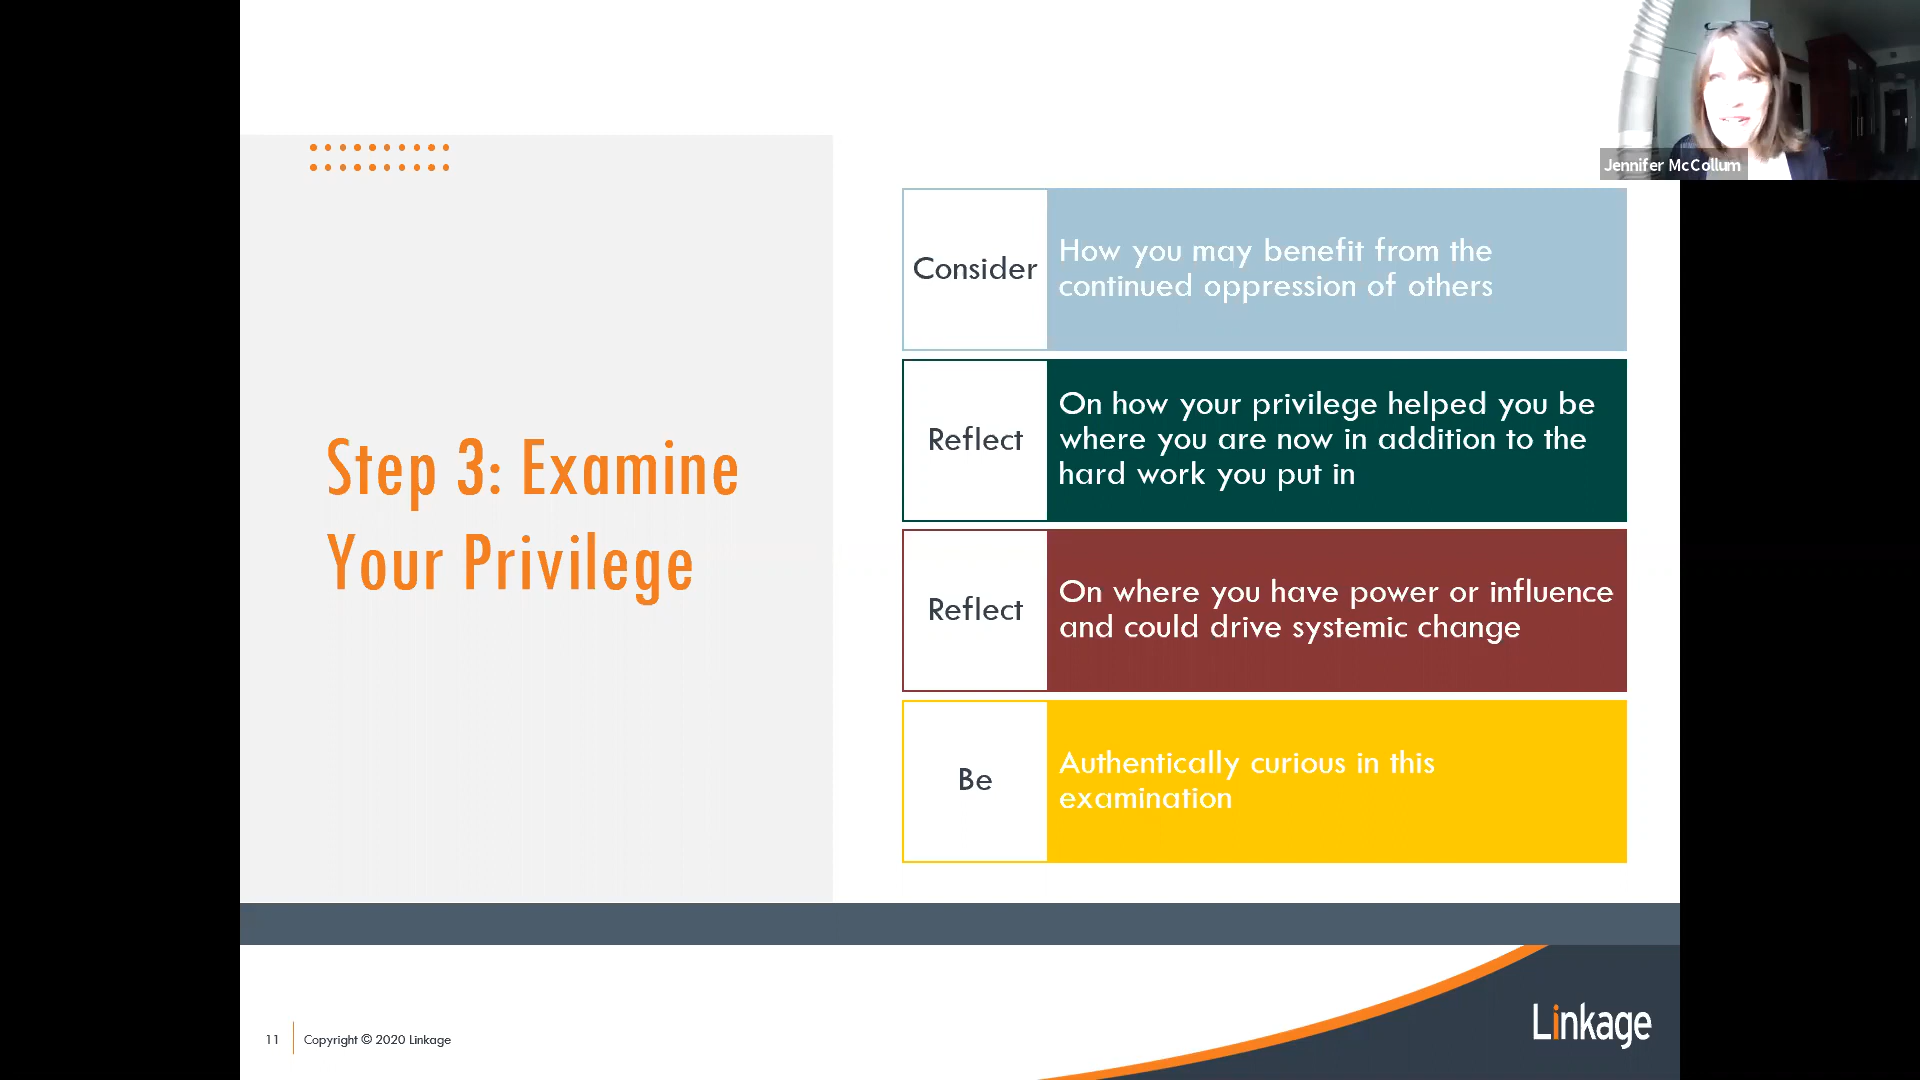 Jennifer McCollum
Step 3: Examine
Your Privilege
Consider
How you may benefit from the
continued oppression of others
Reflect
On how your privilege helped you be
where you are now in addition to the
hard work you put in
Reflect
On where you have power or influence
and could drive systemic change
Be
Authentically curious in this
examination
11
Copyright © 2020 Linkage
Linkage